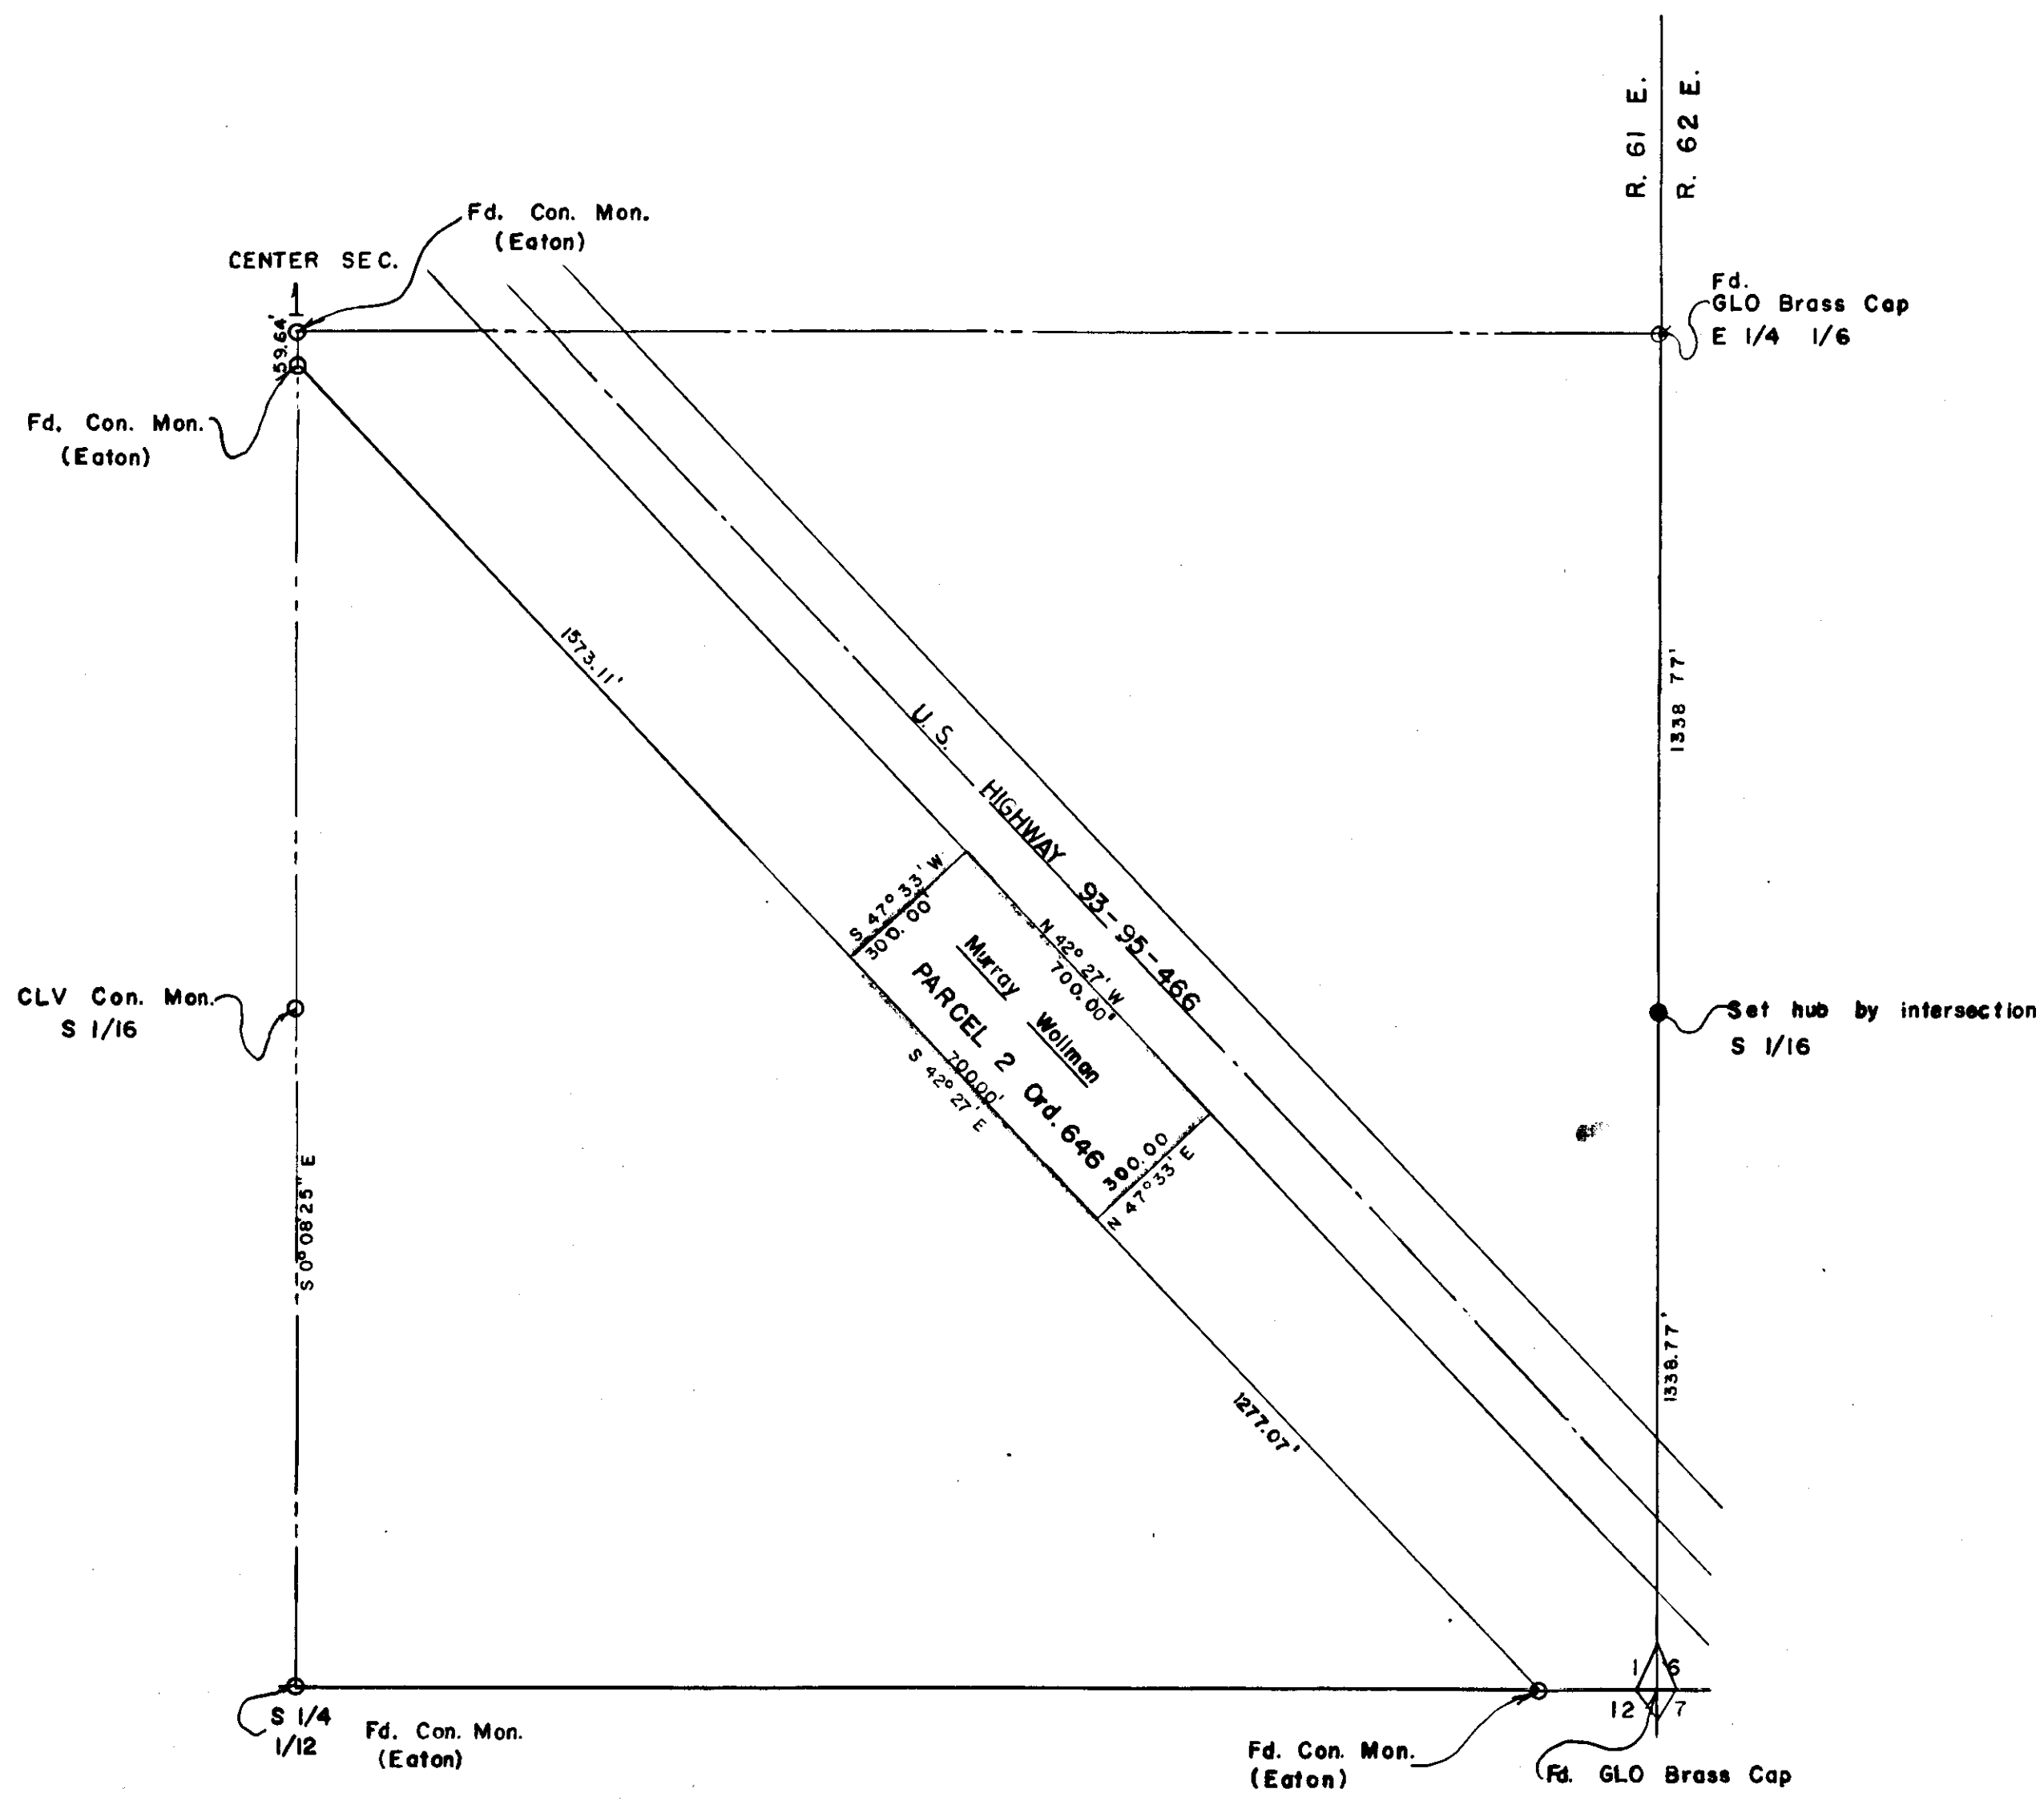 R. 61 E.
R. 62 E.
Fd. Con. Mon.
(Eaton)
CENTER SEC.
59.64'
Fd.
GLO Brass Cap
E 1/4 1/6
Fd. Con. Mon.
(Eaton)
1573.11'
1338 77'
U. S. HIGHWAY 93-95-466
S 47° 33' W
300.00
N 42° 27' W
700.00'
Murray Wollman
PARCEL 2 Ord. 646
700.00'
S 42° 27' E
300.00
N 47° 33' E
CLV Con. Mon.
S 1/16
Set hub by intersection
S 1/16
S 0° 08' 25" E
1338.77'
1277.07'
1 6
12 7
S 1/4
1/12
Fd. Con. Mon.
(Eaton)
Fd. Con. Mon.
(Eaton)
Fd. GLO Brass Cap